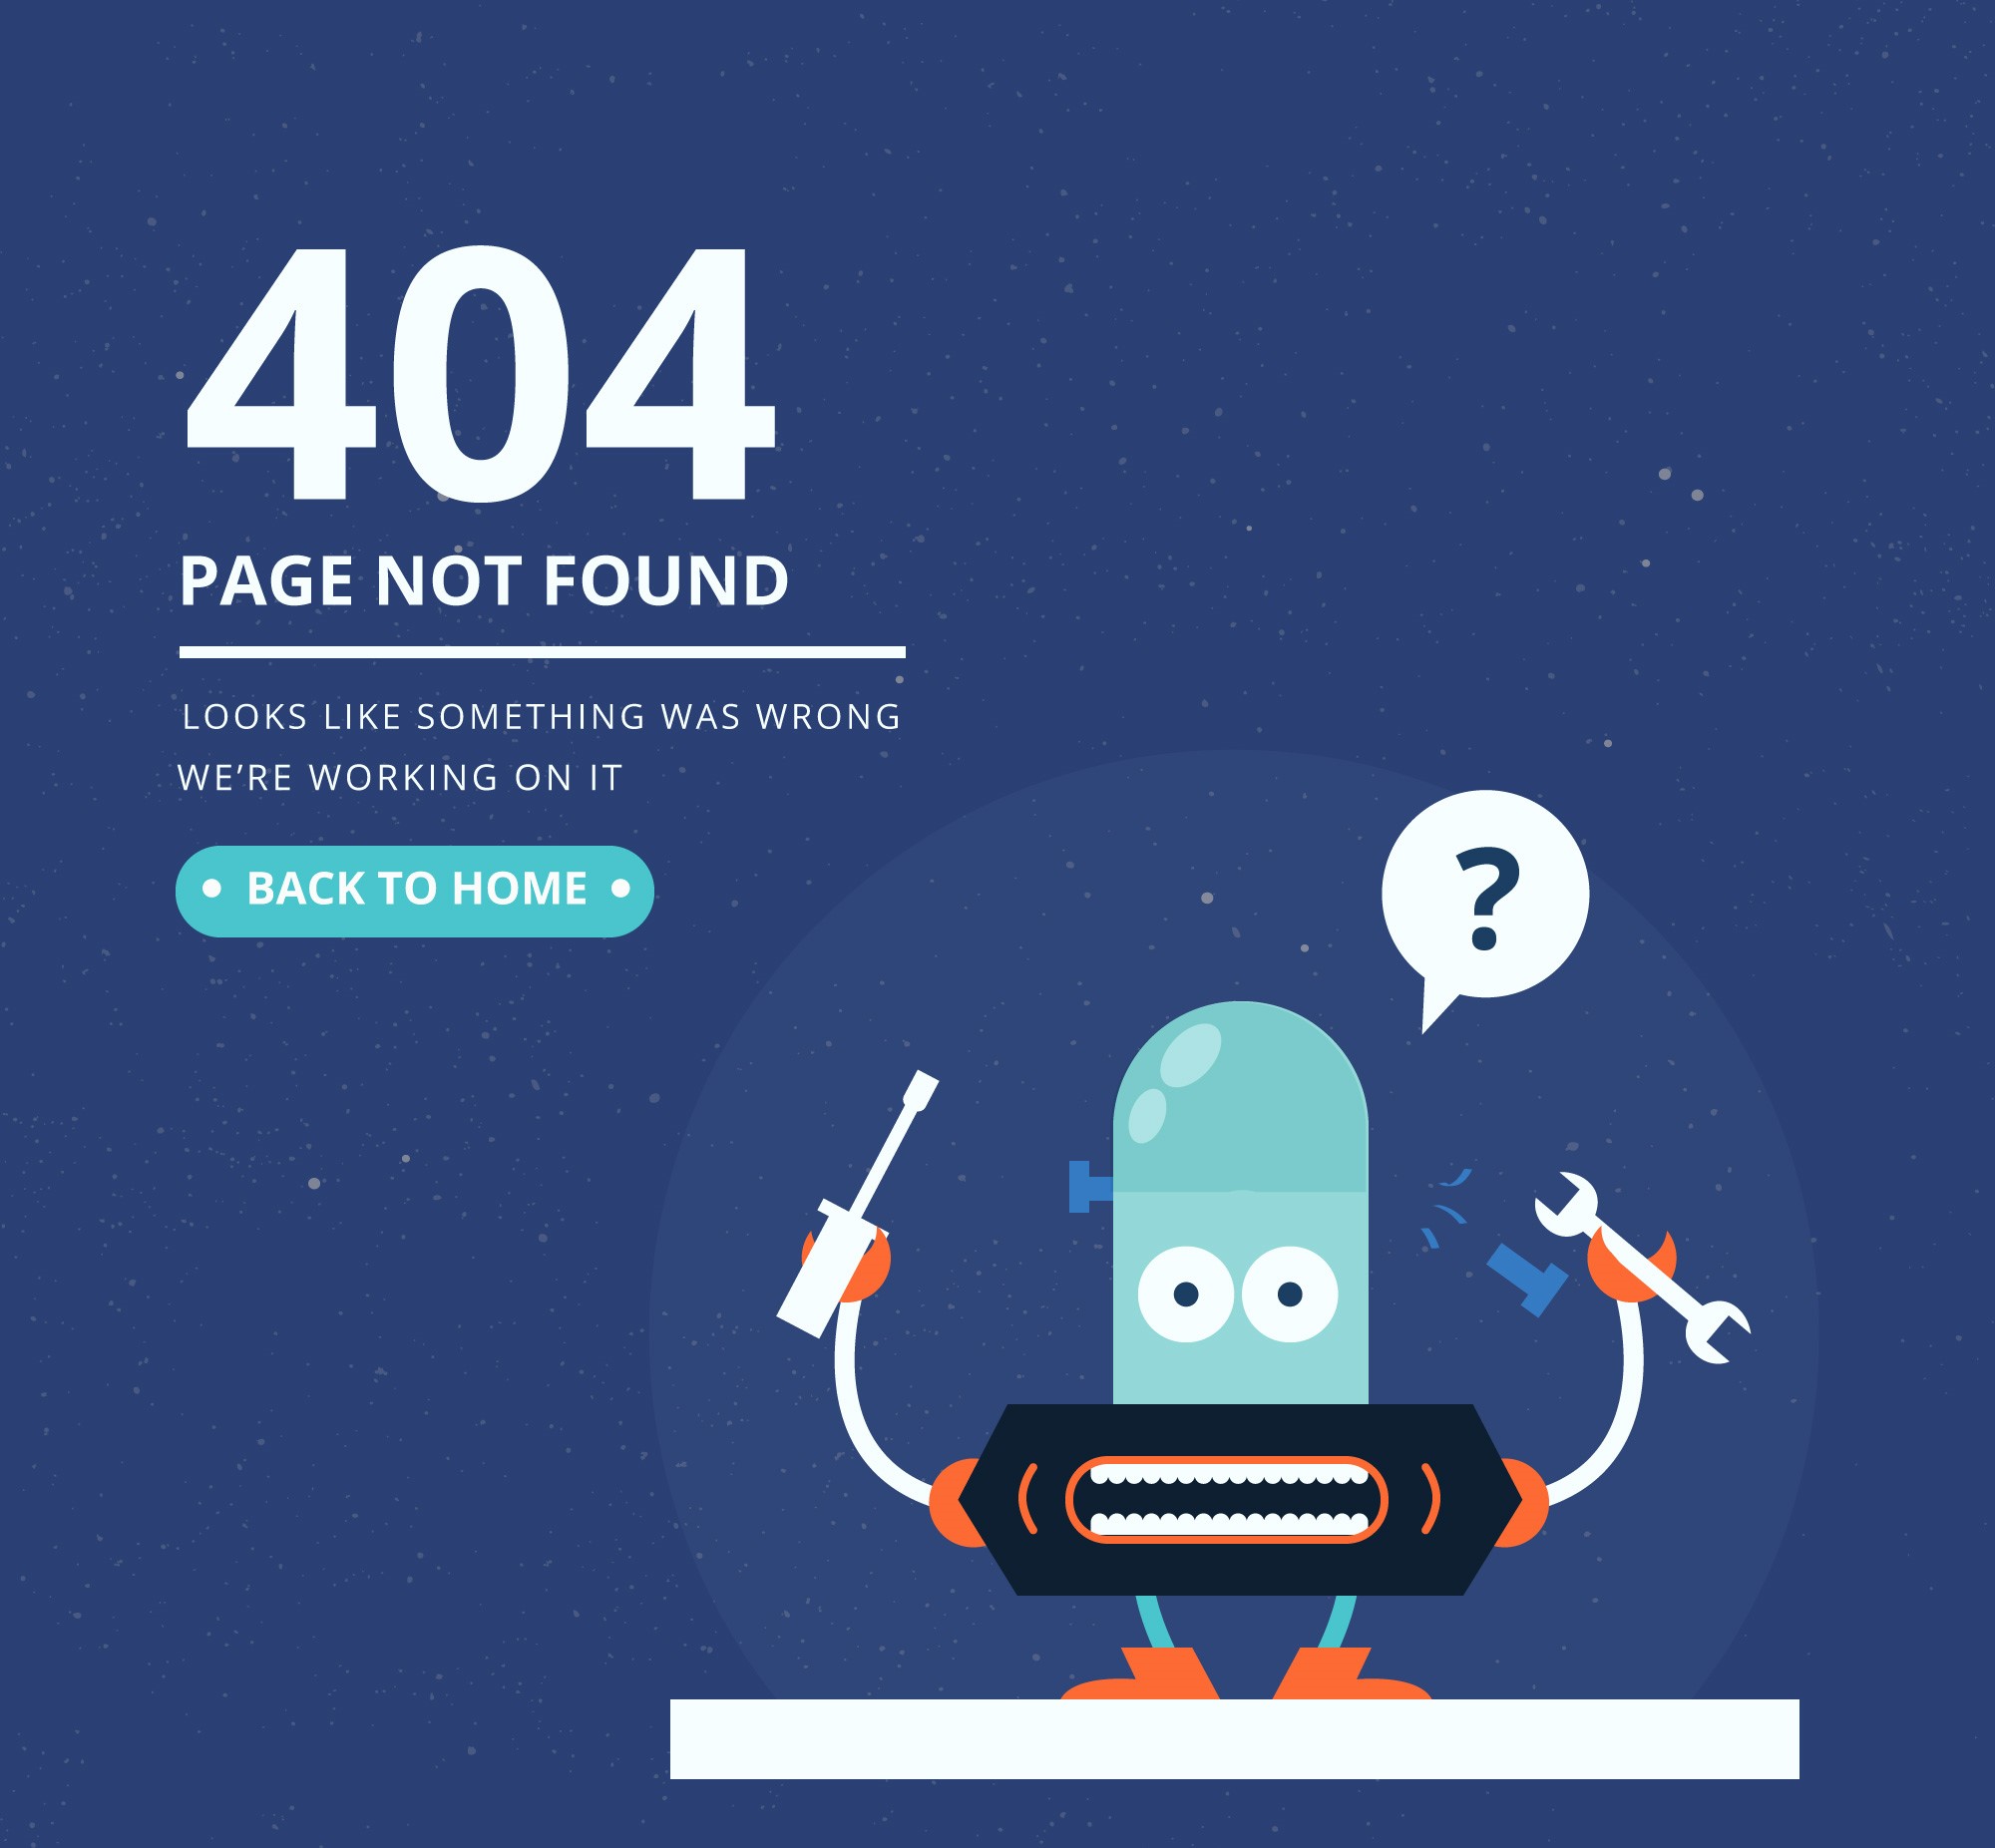 404
PAGE NOT FOUND
LOOKS LIKE SOMETHING WAS WRONG
WE’RE WORKING ON IT
BACK TO HOME
?